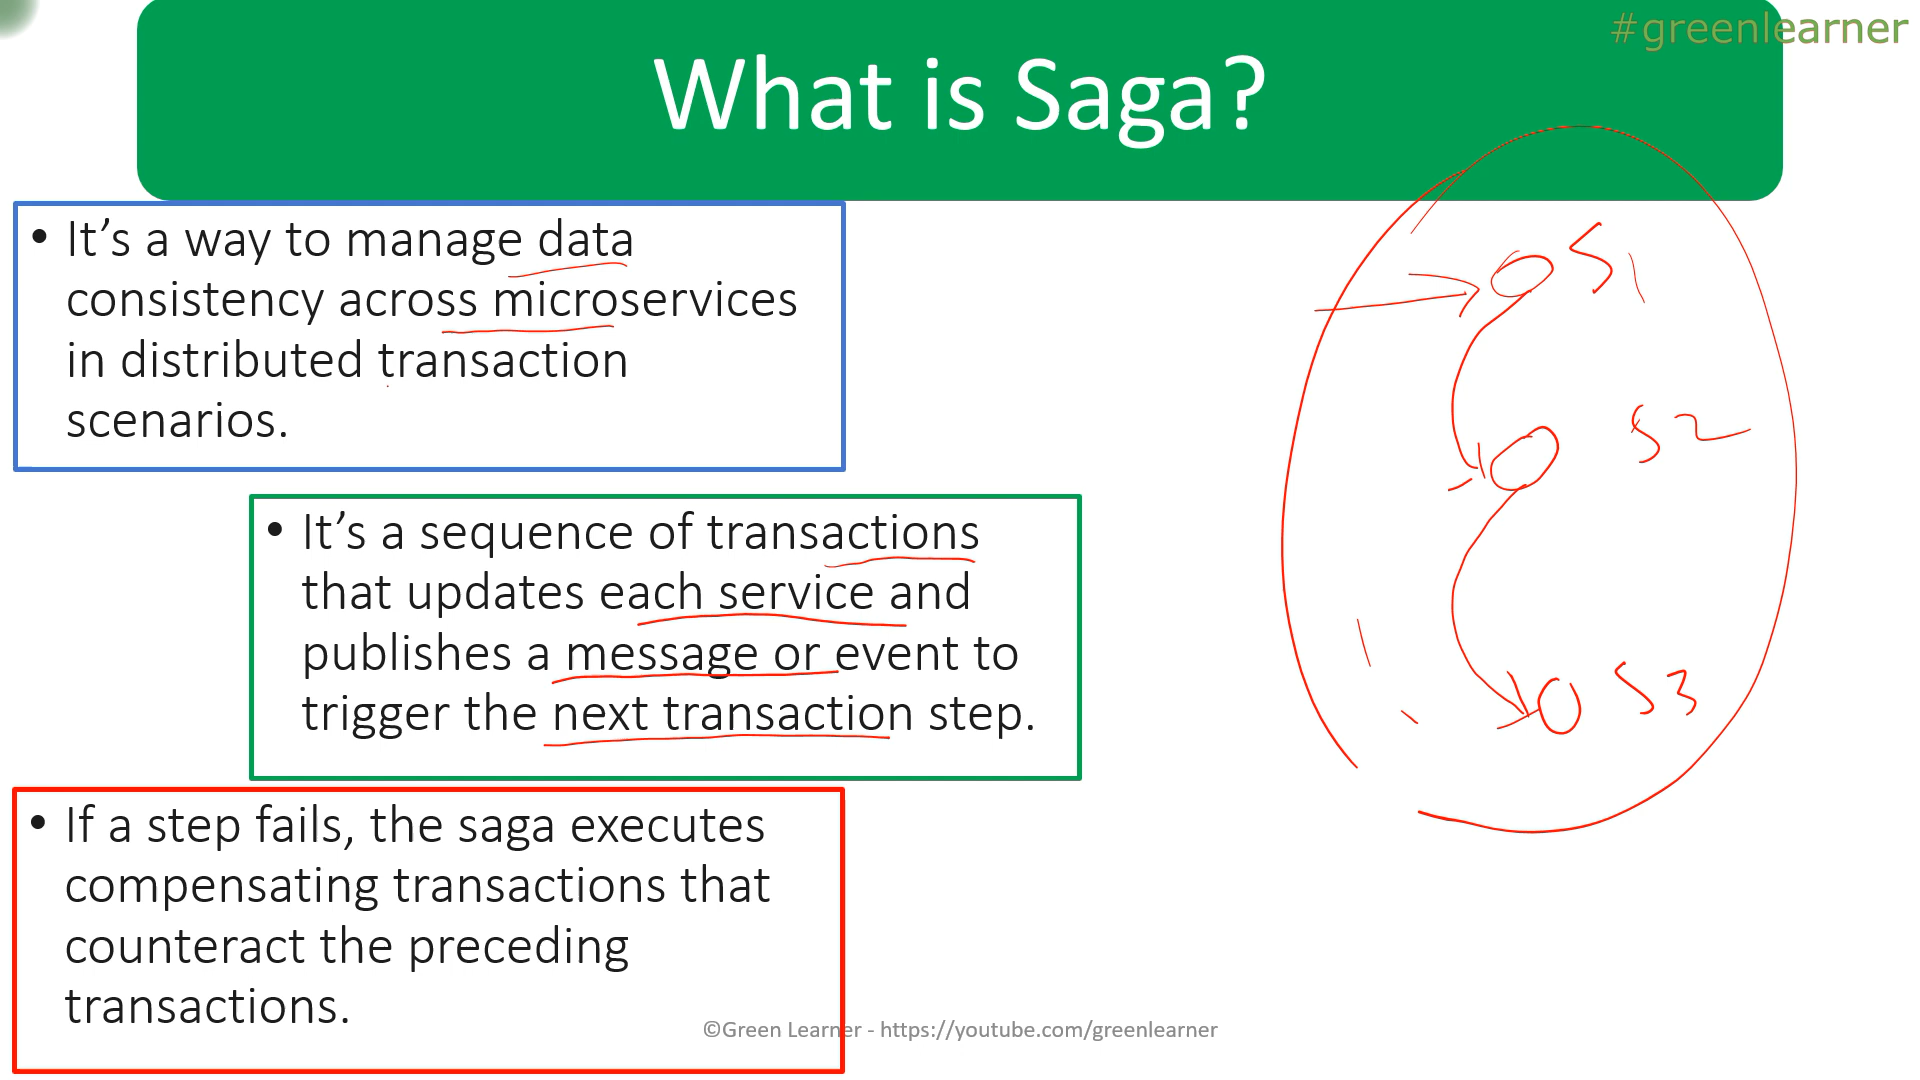 #greenlearner
What is Saga?
• It’s a way to manage data
consistency across microservices
in distributed transaction
scenarios.
• It’s a sequence of transactions
that updates each service and
publishes a message or event to
trigger the next transaction step.
• If a step fails, the saga executes
compensating transactions that
counteract the preceding
transactions.
S1
S2
S3
©Green Learner - https://youtube.com/greenlearner